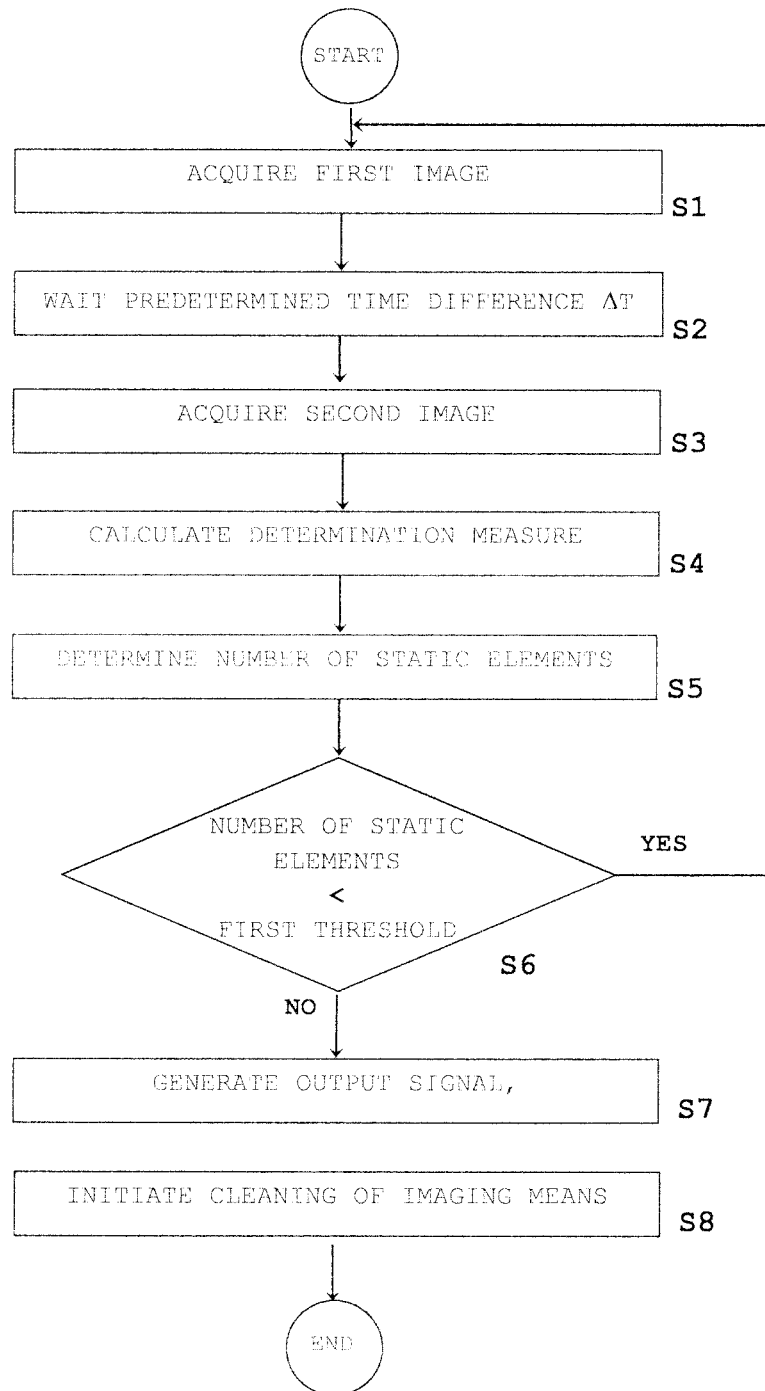 START
ACQUIRE FIRST IMAGE
S1
WAIT PREDETERMINED TIME DIFFERENCE ΔT
S2
ACQUIRE SECOND IMAGE
S3
CALCULATE DETERMINATION MEASURE
S4
DETERMINE NUMBER OF STATIC ELEMENTS
S5
NUMBER OF STATIC
ELEMENTS
<
FIRST THRESHOLD
YES
S6
NO
GENERATE OUTPUT SIGNAL,
S7
INITIATE CLEANING OF IMAGING MEANS
S8
END